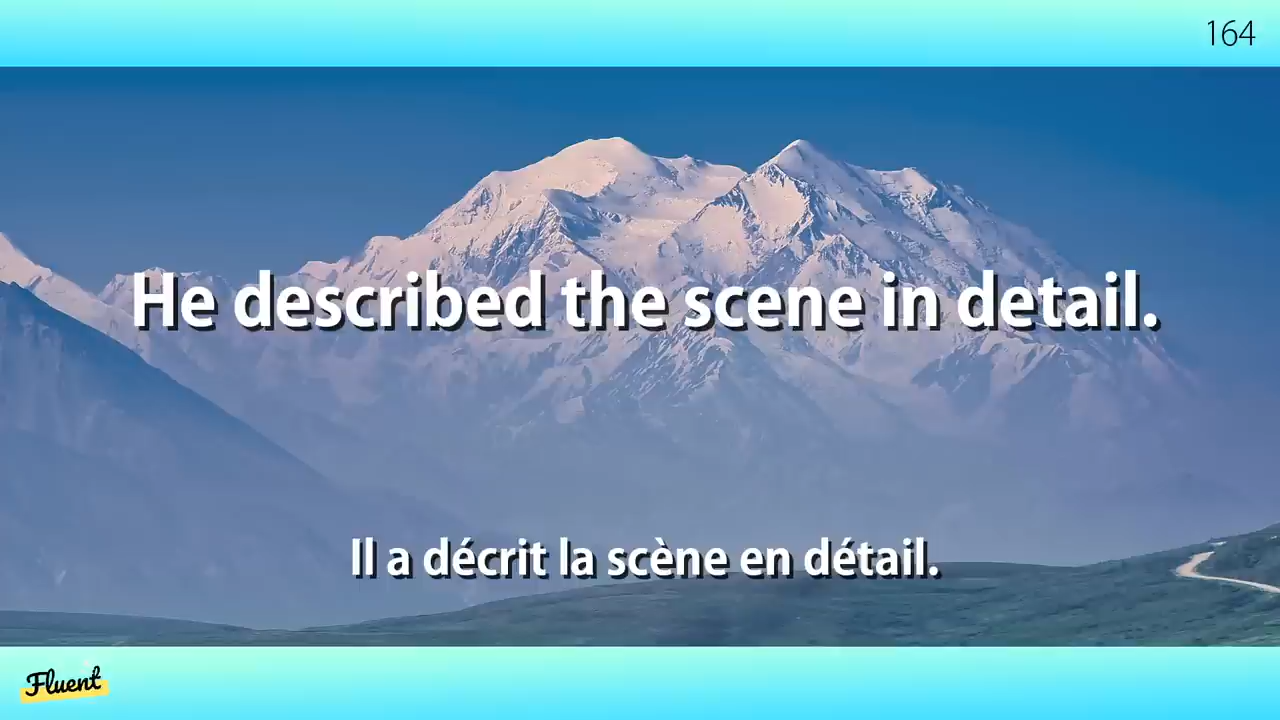 164
He described the scene in detail.
Il a décrit la scène en détail.
Fluent